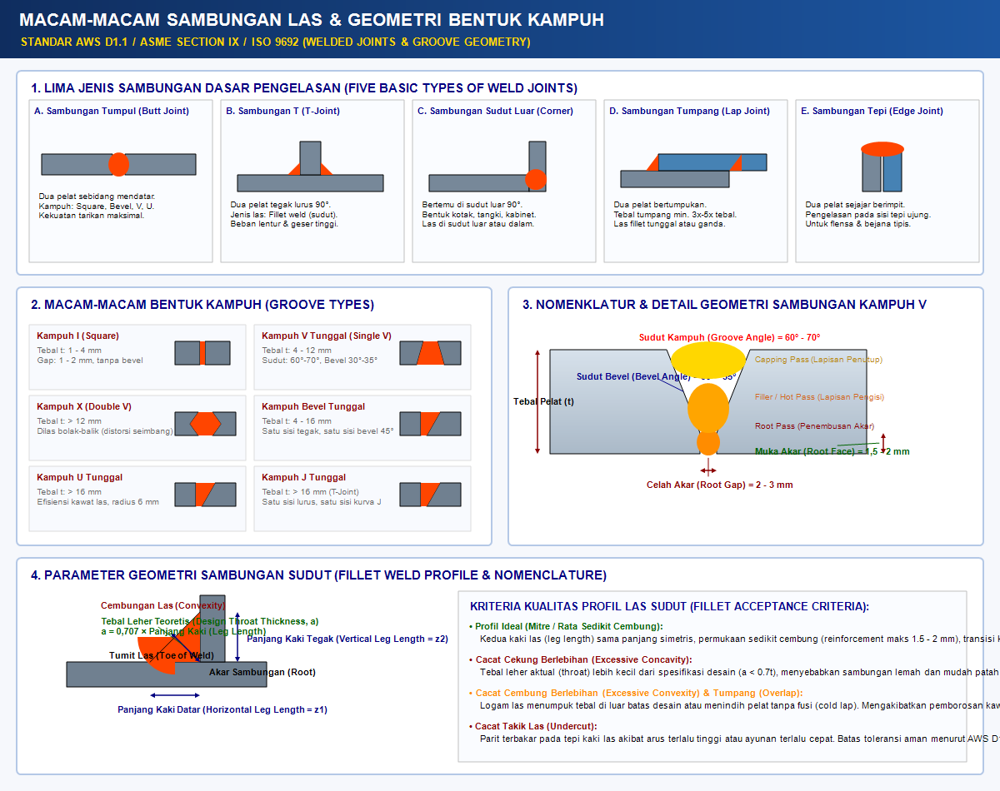 MACAM-MACAM SAMBUNGAN LAS & GEOMETRI BENTUK KAMPUH
STANDAR AWS D1.1 / ASME SECTION IX / ISO 9692 (WELDED JOINTS & GROOVE GEOMETRY)
1. LIMA JENIS SAMBUNGAN DASAR PENGELASAN (FIVE BASIC TYPES OF WELD JOINTS)
A. Sambungan Tumpul (Butt Joint)
Dua pelat sebidang mendatar.
Kampuh: Square, Bevel, V, U.
Kekuatan tarikan maksimal.
B. Sambungan T (T-Joint)
Dua pelat tegak lurus 90°.
Jenis las: Fillet weld (sudut).
Beban lentur & geser tinggi.
C. Sambungan Sudut Luar (Corner)
Bertemu di sudut luar 90°.
Bentuk kotak, tangki, kabinet.
Las di sudut luar atau dalam.
D. Sambungan Tumpang (Lap Joint)
Dua pelat bertumpukan.
Tebal tumpang min. 3x-5x tebal.
Las fillet tunggal atau ganda.
E. Sambungan Tepi (Edge Joint)
Dua pelat sejajar berimpit.
Pengelasan pada sisi tepi ujung.
Untuk flensa & bejana tipis.
2. MACAM-MACAM BENTUK KAMPUH (GROOVE TYPES)
Kampuh I (Square)
Tebal t: 1 - 4 mm
Gap: 1 - 2 mm, tanpa bevel
Kampuh V Tunggal (Single V)
Tebal t: 4 - 12 mm
Sudut: 60°-70°, Bevel 30°-35°
Kampuh X (Double V)
Tebal t: > 12 mm
Dilas bolak-balik (distorsi seimbang)
Kampuh Bevel Tunggal
Tebal t: 4 - 16 mm
Satu sisi tegak, satu sisi bevel 45°
Kampuh U Tunggal
Tebal t: > 16 mm
Efisiensi kawat las, radius 6 mm
Kampuh J Tunggal
Tebal t: > 16 mm (T-Joint)
Satu sisi lurus, satu sisi kurva J
3. NOMENKLATUR & DETAIL GEOMETRI SAMBUNGAN KAMPUH V
Sudut Kampuh (Groove Angle) = 60° - 70°
Capping Pass (Lapisan Penutup)
Sudut Bevel (Bevel Angle)
Filler / Hot Pass (Lapisan Pengisi)
Tebal Pelat (t)
Root Pass (Penembusan Akar)
Muka Akar (Root Face) = 1,5 - 2 mm
Celah Akar (Root Gap) = 2 - 3 mm
4. PARAMETER GEOMETRI SAMBUNGAN SUDUT (FILLET WELD PROFILE & NOMENCLATURE)
Cembungan Las (Convexity)
Tebal Leher Teoretis (Design Throat Thickness, a)
a = 0,707 × Panjang Kaki (Leg Length)
Panjang Kaki Tegak (Vertical Leg Length = z2)
Tumit Las (Toe of Weld)
Akar Sambungan (Root)
Panjang Kaki Datar (Horizontal Leg Length = z1)
KRITERIA KUALITAS PROFIL LAS SUDUT (FILLET ACCEPTANCE CRITERIA):
• Profil Ideal (Mitre / Rata Sedikit Cembung):
Kedua kaki las (leg length) sama panjang simetris, permukaan sedikit cembung (reinforcement maks 1.5 - 2 mm), transisi
• Cacat Cekung Berlebihan (Excessive Concavity):
Tebal leher aktual (throat) lebih kecil dari spesifikasi desain (a < 0.7t), menyebabkan sambungan lemah dan mudah patah
• Cacat Cembung Berlebihan (Excessive Convexity) & Tumpang (Overlap):
Logam las menumpuk tebal di luar batas desain atau menindih pelat tanpa fusi (cold lap). Mengakibatkan pemborosan
• Cacat Takik Las (Undercut):
Parit terbakar pada tepi kaki las akibat arus terlalu tinggi atau ayunan terlalu cepat. Batas toleransi aman menurut AWS